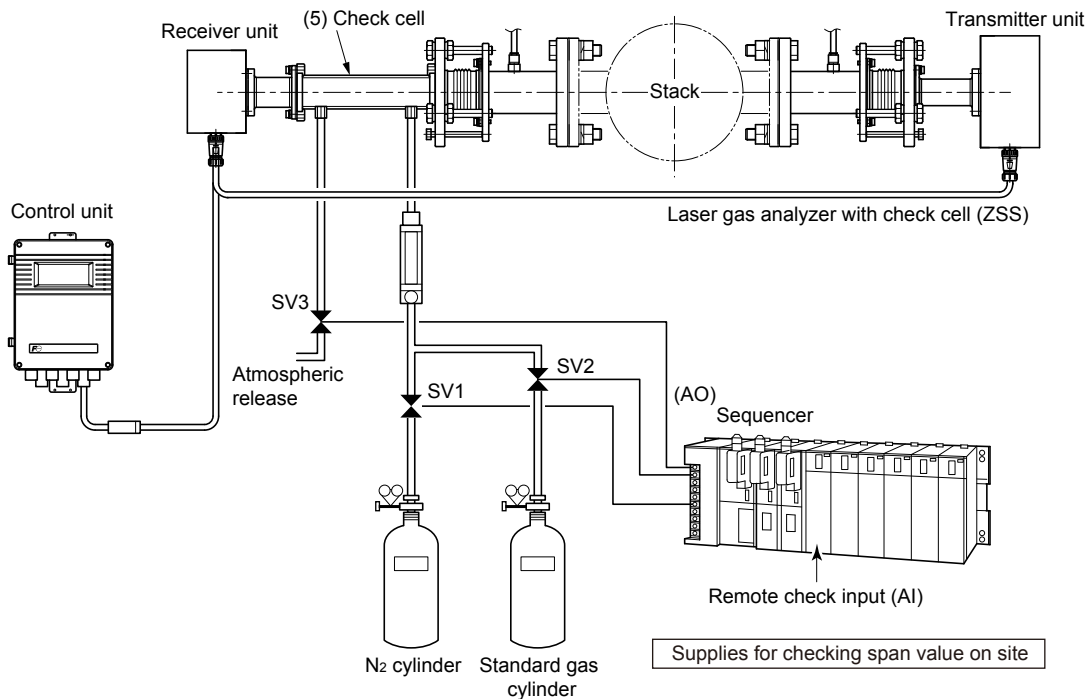 (5) Check cell
Receiver unit
Transmitter unit
Stack
Laser gas analyzer with check cell (ZSS)
Control unit
SV3
Atmospheric
release
SV1
SV2
(AO)
Sequencer
Remote check input (AI)
N2 cylinder
Standard gas
cylinder
Supplies for checking span value on site